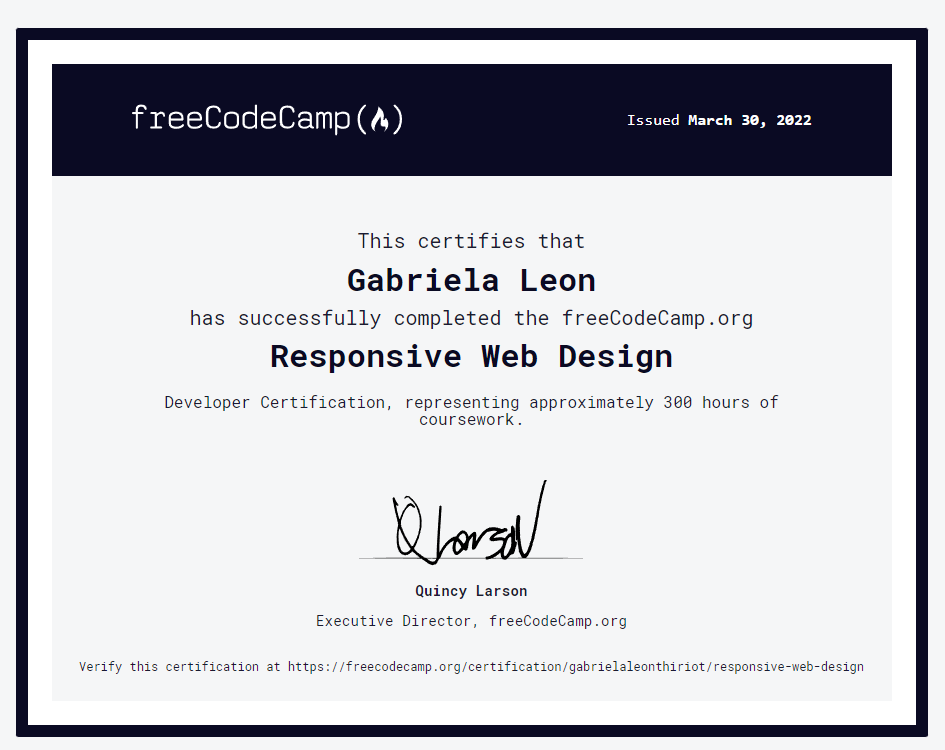 freeCodeCamp(🔥)
Issued March 30, 2022
This certifies that
Gabriela Leon
has successfully completed the freeCodeCamp.org
Responsive Web Design
Developer Certification, representing approximately 300 hours of
coursework.
Q Larson
Quincy Larson
Executive Director, freeCodeCamp.org
Verify this certification at https://freecodecamp.org/certification/gabrielaleonthiriot/responsive-web-design